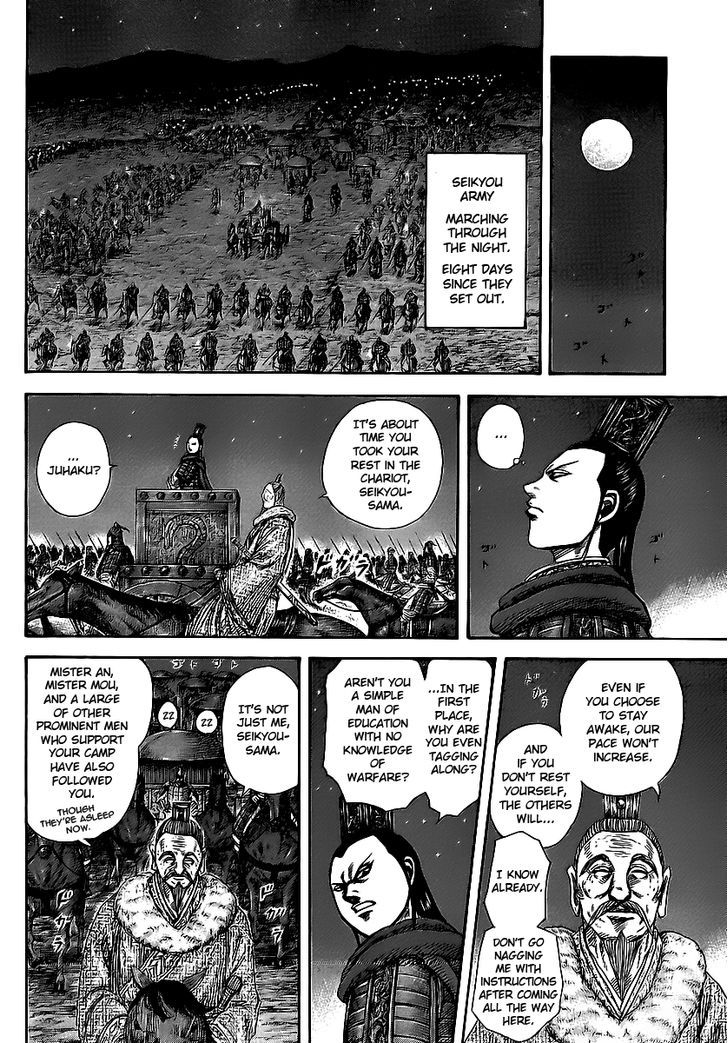 SEIKYOU
ARMY
MARCHING
THROUGH
THE NIGHT.
EIGHT DAYS
SINCE THEY
SET OUT.
...
IT'S ABOUT
TIME YOU
TOOK YOUR
REST IN THE
CHARIOT,
SEIKYOU-
SAMA.
...
JUHAKU?
EVEN IF
YOU CHOOSE
TO STAY
AWAKE, OUR
PACE WON'T
INCREASE.
AND
IF YOU
DON'T REST
YOURSELF,
THE OTHERS
WILL...
I KNOW
ALREADY.
DON'T GO
NAGGING
ME WITH
INSTRUCTIONS
AFTER COMING
ALL THE WAY
HERE.
...IN THE
FIRST
PLACE,
WHY ARE
YOU EVEN
TAGGING
ALONG?
AREN'T YOU
A SIMPLE
MAN OF
EDUCATION
WITH NO
KNOWLEDGE
OF
WARFARE?
IT'S NOT
JUST ME,
SEIKYOU-
SAMA.
ZZ
ZZ
MISTER AN,
MISTER MOU,
AND A LARGE
OF OTHER
PROMINENT MEN
WHO SUPPORT
YOUR CAMP
HAVE ALSO
FOLLOWED
YOU.
THOUGH
THEY'RE ASLEEP
NOW.